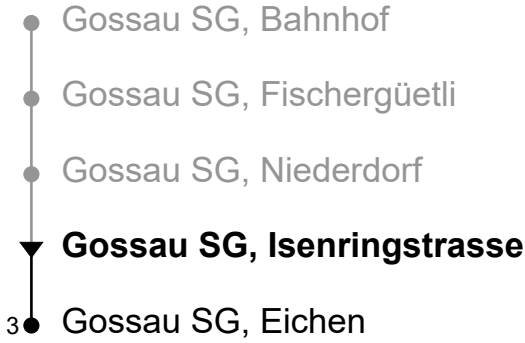 Gossau SG, Bahnhof
Gossau SG, Fischergüetli
Gossau SG, Niederdorf
Gossau SG, Isenringstrasse
3 Gossau SG, Eichen